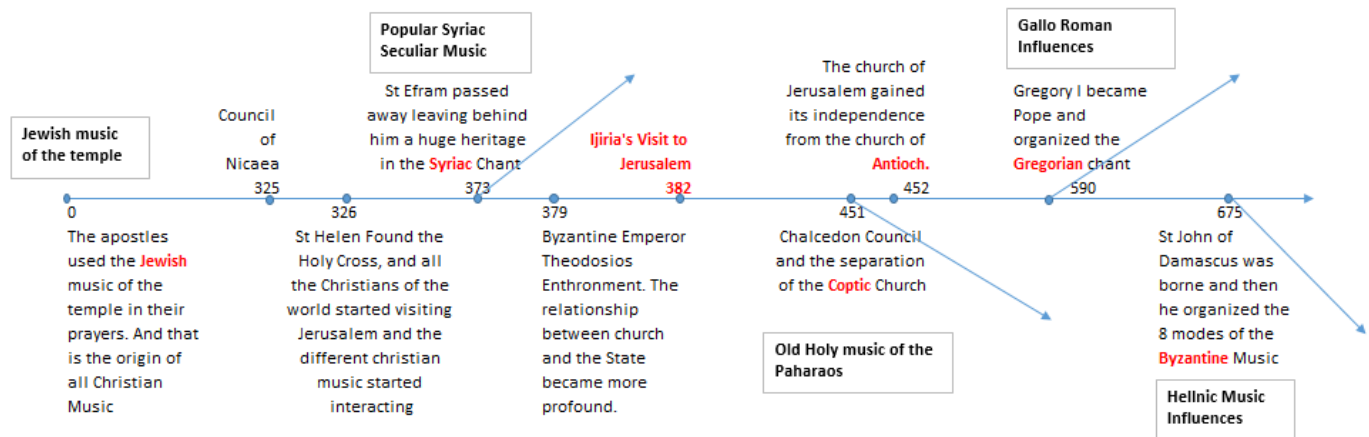 Jewish music
of the temple
0
The apostles
used the Jewish
music of the
temple in their
prayers. And that
is the origin of
all Christian
Music
Council
of
Nicaea
325
326
St Helen Found the
Holy Cross, and all
the Christians of the
world started visiting
Jerusalem and the
different christian
music started
interacting
Popular Syriac
Seculiar Music
St Efram passed
away leaving behind
him a huge heritage
in the Syriac Chant
373
379
Byzantine Emperor
Theodosios
Enthronment. The
relationship
between church
and the State
became more
profound.
Ijiria's Visit to
Jerusalem
382
451
Chalcedon Council
and the separation
of the Coptic Church
Old Holy music of the
Paharaos
The church of
Jerusalem gained
its independence
from the church of
Antioch.
452
Gallo Roman
Influences
Gregory I became
Pope and
organized the
Gregorian chant
590
675
St John of
Damascus was
borne and then
he organized the
8 modes of the
Byzantine Music
Hellnic Music
Influences